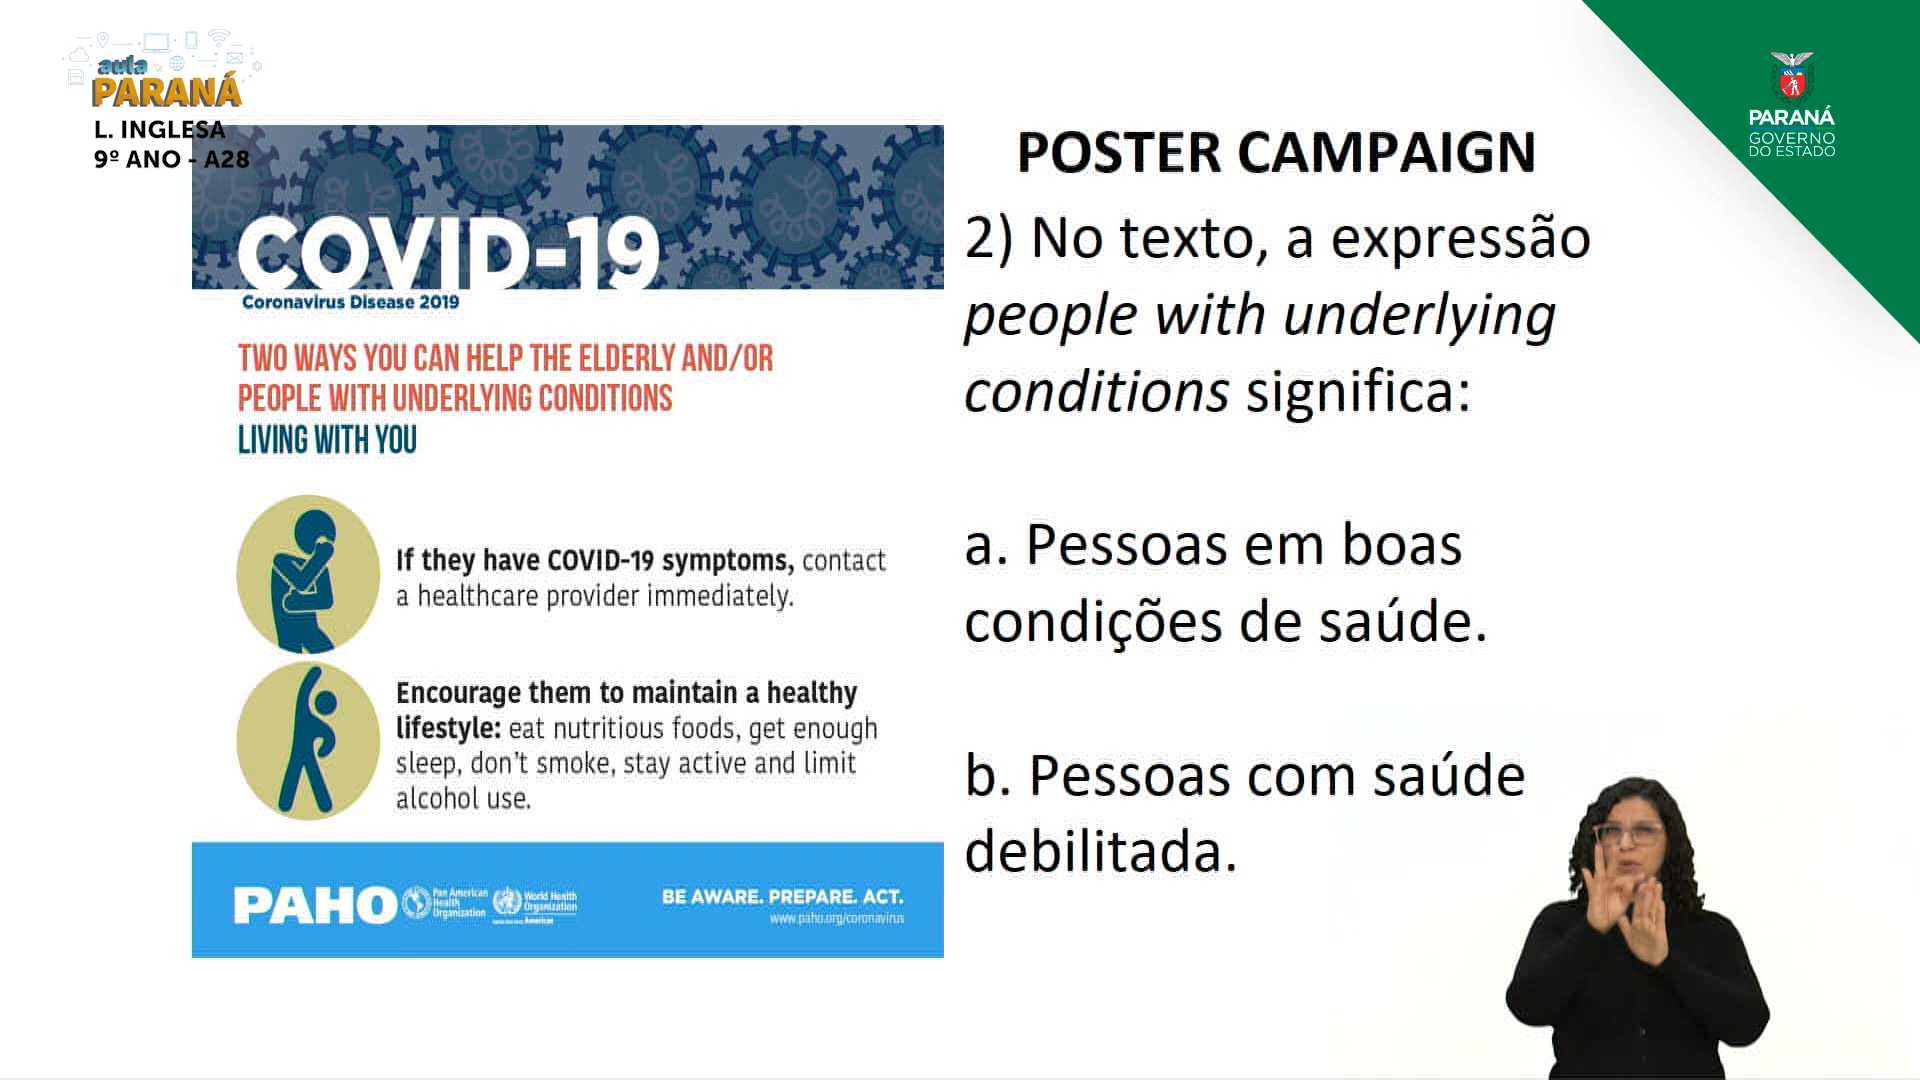 aula
PARANÁ
L. INGLESA
9º ANO - A28
COVID-19
Coronavirus Disease 2019
TWO WAYS YOU CAN HELP THE ELDERLY AND/OR
PEOPLE WITH UNDERLYING CONDITIONS
LIVING WITH YOU
If they have COVID-19 symptoms, contact
a healthcare provider immediately.
Encourage them to maintain a healthy
lifestyle: eat nutritious foods, get enough
sleep, don't smoke, stay active and limit
alcohol use.
PAHO
Pan American
Health
Organization
World Health
Organization
Americas
BE AWARE. PREPARE. ACT.
www.paho.org/coronavirus
POSTER CAMPAIGN
2) No texto, a expressão
people with underlying
conditions significa:
a. Pessoas em boas
condições de saúde.
b. Pessoas com saúde
debilitada.
PARANÁ
GOVERNO
DO ESTADO